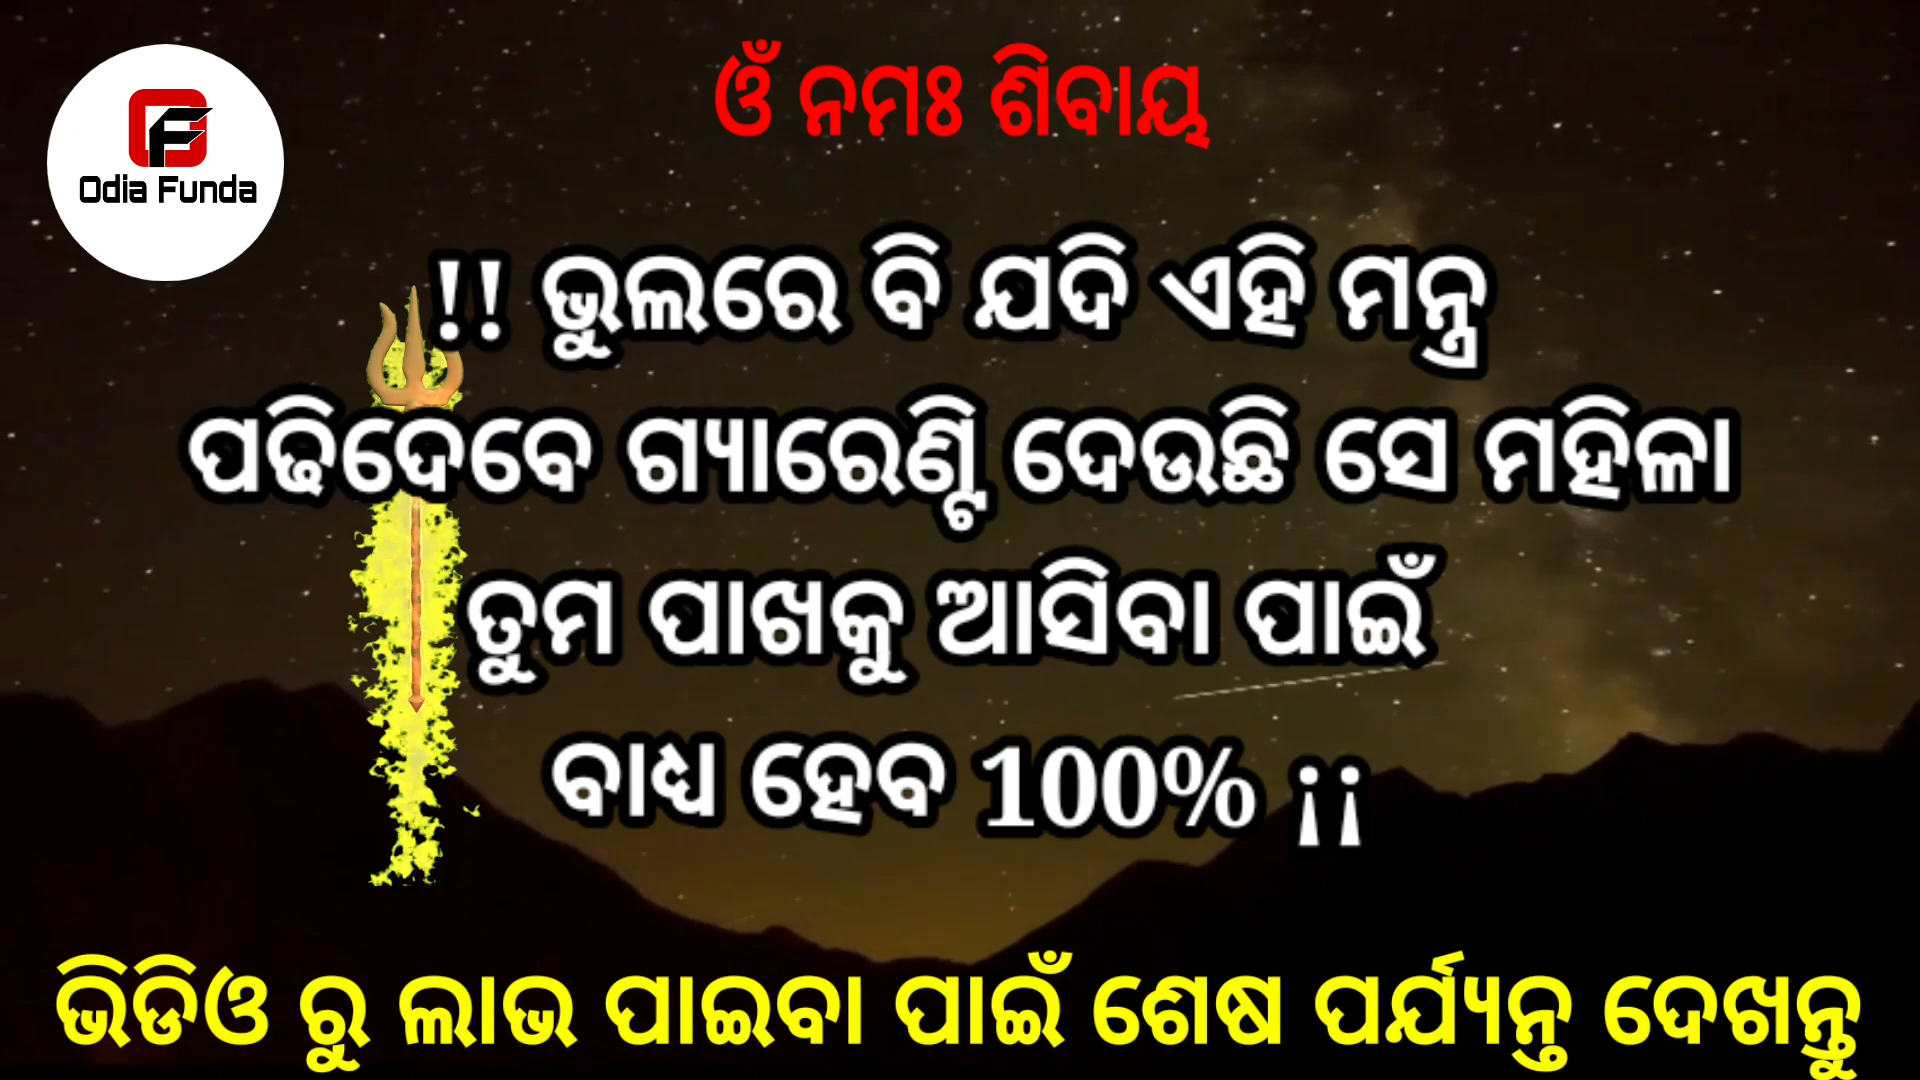 Odia Funda
ଓଁ ନମଃ ଶିବାୟ
!! ଭୁଲରେ ବି ଯଦି ଏହି ମନ୍ତ୍ର
ପଢିଦେବେ ଗ୍ୟାରେଣ୍ଟି ଦେଉଛି ସେ ମହିଳା
ତୁମ ପାଖକୁ ଆସିବା ପାଇଁ
ବାଧ୍ୟ ହେବ 100% ¡¡
ଭିଡିଓ ରୁ ଲାଭ ପାଇବା ପାଇଁ ଶେଷ ପର୍ଯ୍ୟନ୍ତ ଦେଖନ୍ତୁ